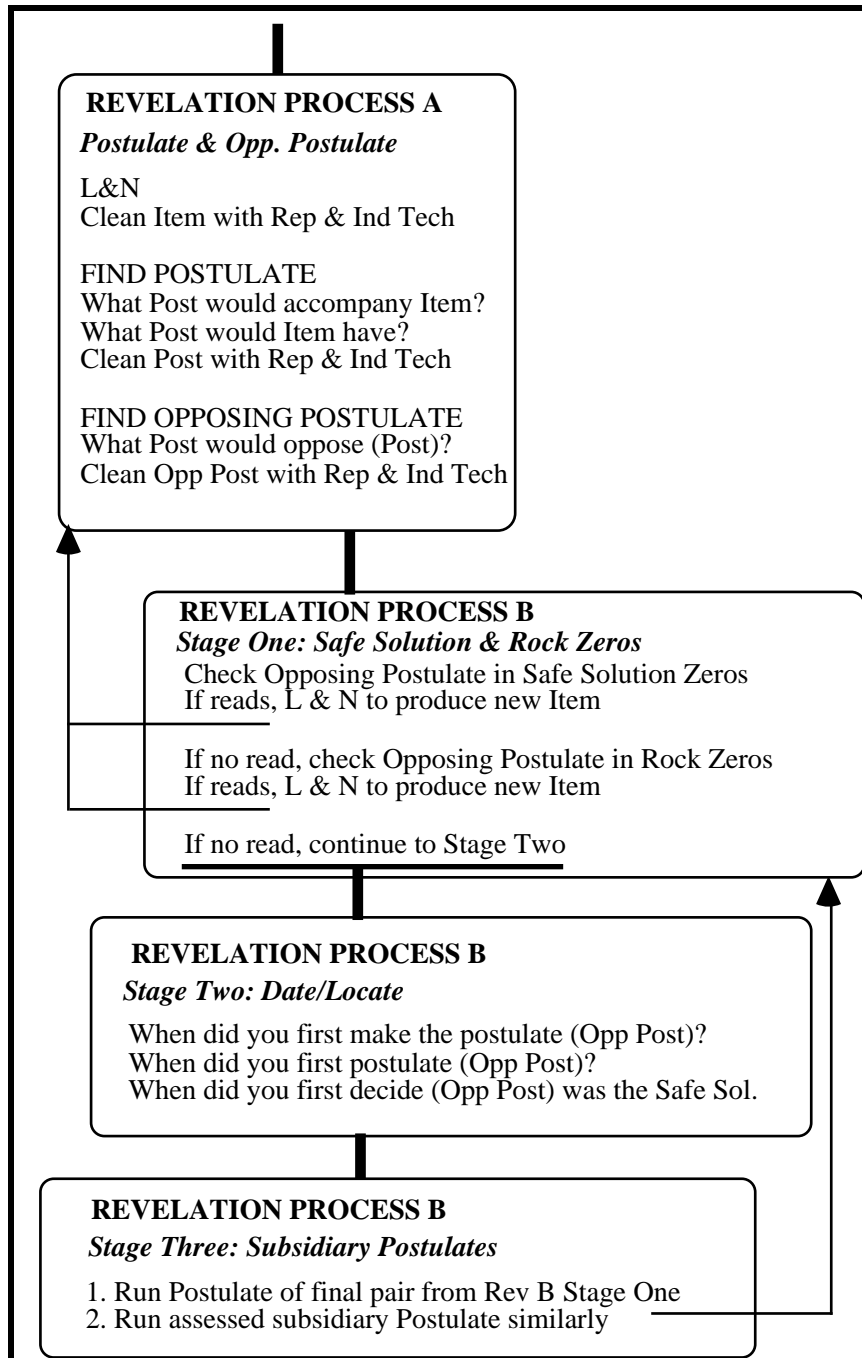 REVELATION PROCESS A
Postulate & Opp. Postulate
L&N
Clean Item with Rep & Ind Tech
FIND POSTULATE
What Post would accompany Item?
What Post would Item have?
Clean Post with Rep & Ind Tech
FIND OPPOSING POSTULATE
What Post would oppose (Post)?
Clean Opp Post with Rep & Ind Tech
REVELATION PROCESS B
Stage One: Safe Solution & Rock Zeros
Check Opposing Postulate in Safe Solution Zeros
If reads, L & N to produce new Item
If no read, check Opposing Postulate in Rock Zeros
If reads, L & N to produce new Item
If no read, continue to Stage Two
REVELATION PROCESS B
Stage Two: Date/Locate
When did you first make the postulate (Opp Post)?
When did you first postulate (Opp Post)?
When did you first decide (Opp Post) was the Safe Sol.
REVELATION PROCESS B
Stage Three: Subsidiary Postulates
1. Run Postulate of final pair from Rev B Stage One
2. Run assessed subsidiary Postulate similarly